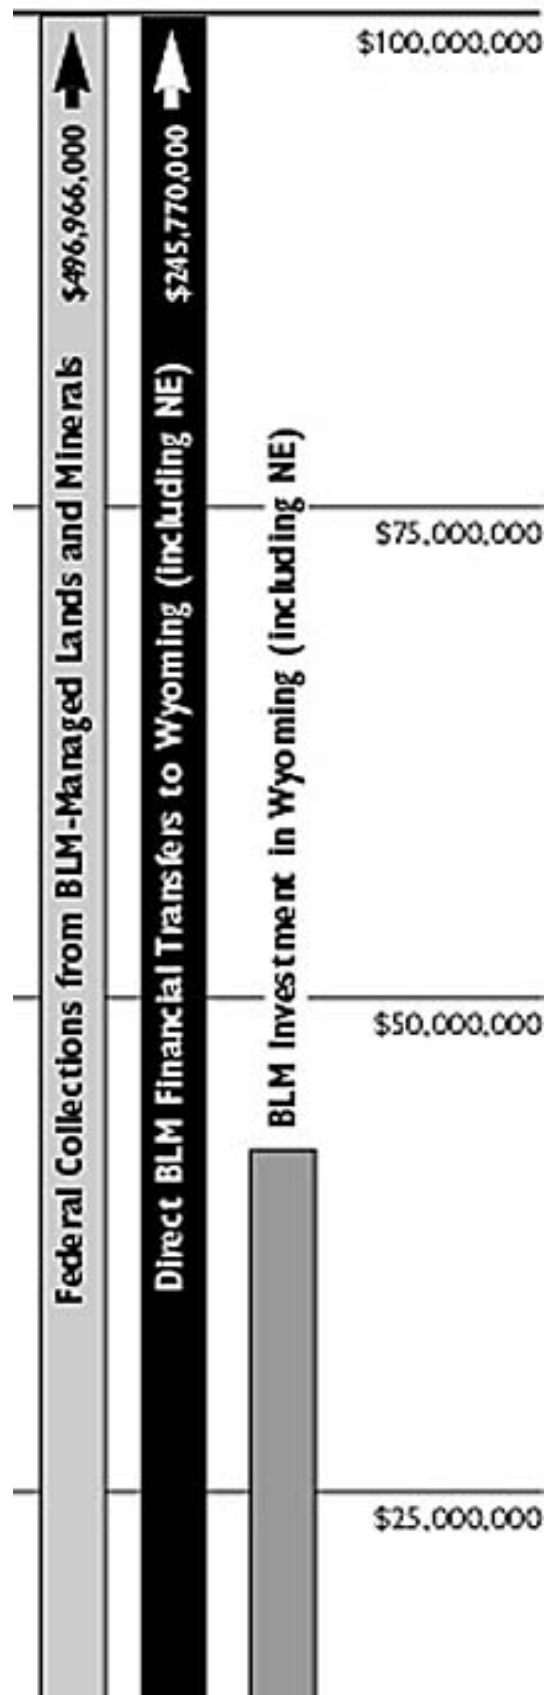 $100,000,000
Federal Collections from BLM-Managed Lands and Minerals $496,966,000
Direct BLM Financial Transfers to Wyoming (including NE) $245,770,000
BLM Investment in Wyoming (including NE)
$75,000,000
$50,000,000
$25,000,000